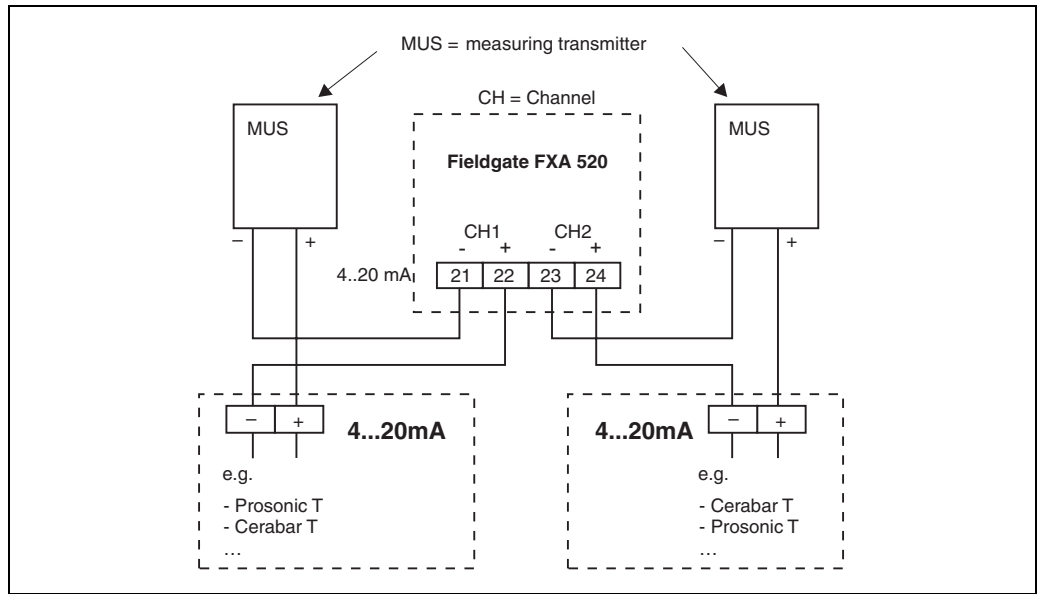 MUS = measuring transmitter
CH = Channel
MUS
MUS
Fieldgate FXA 520
CH1 CH2
- + - +
– +
– +
4..20 mA 21 22 23 24
– +
4...20mA
4...20mA
– +
e.g.
- Prosonic T
- Cerabar T
...
e.g.
- Cerabar T
- Prosonic T
...